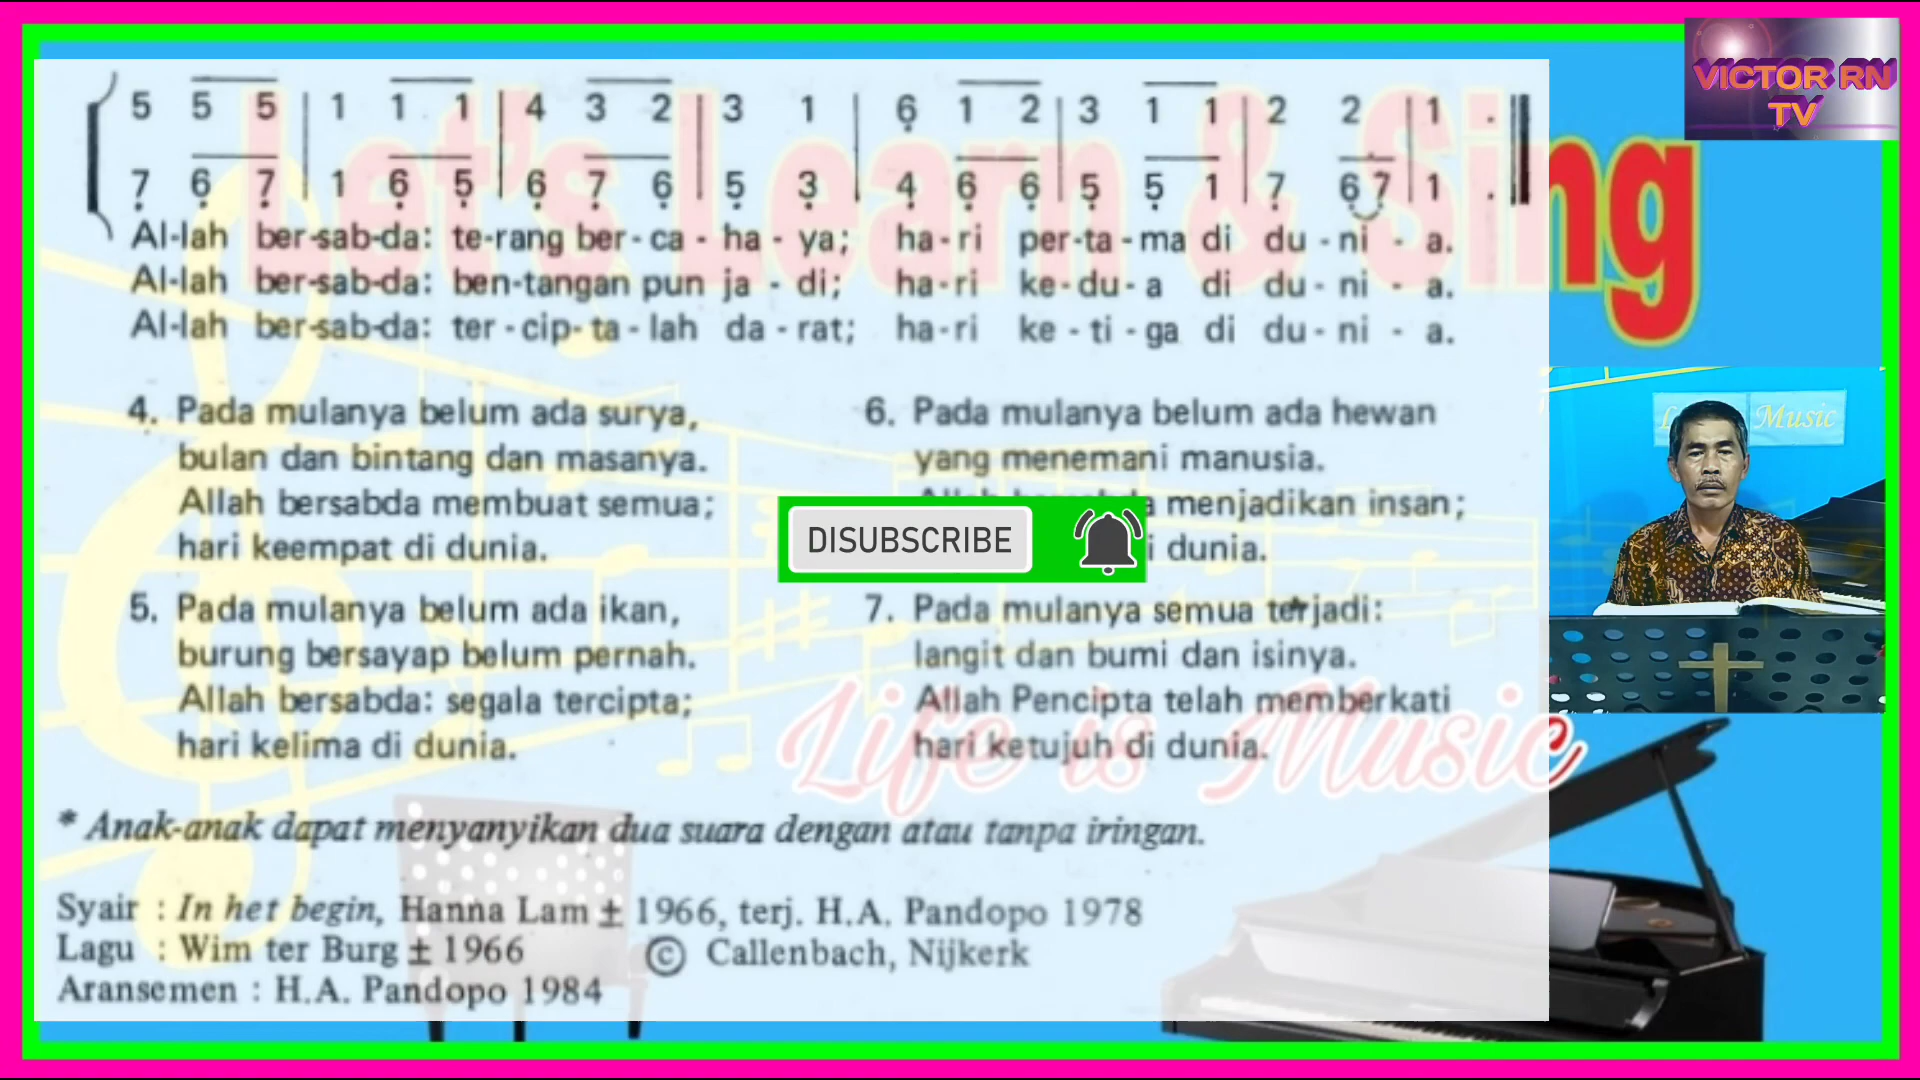 VICTOR RN
TV
5 5 5 | 1 1 1 | 4 3 2 | 3 1 | 6 1 2 | 3 1 1 | 2 2 | 1 .
7 6 7 | 1 6 5 | 6 7 6 | 5 3 | 4 6 6 | 5 5 1 | 7 6 7 | 1 .
Al-lah ber-sab-da: te-rang ber-ca-ha-ya; ha-ri per-ta-ma di du-ni-a.
Al-lah ber-sab-da: ben-tangan pun ja-di; ha-ri ke-du-a di du-ni-a.
Al-lah ber-sab-da: ter-cip-ta-lah da-rat; ha-ri ke-ti-ga di du-ni-a.
Let's Learn & Sing
4. Pada mulanya belum ada surya,
bulan dan bintang dan masanya.
Allah bersabda membuat semua;
hari keempat di dunia.
5. Pada mulanya belum ada ikan,
burung bersayap belum pernah.
Allah bersabda: segala tercipta;
hari kelima di dunia.
6. Pada mulanya belum ada hewan
yang menemani manusia.
menjadikan insan;
dunia.
7. Pada mulanya semua terjadi:
langit dan bumi dan isinya.
Allah Pencipta telah memberkati
hari ketujuh di dunia.
DISUBSCRIBE
Music
Life is Music
* Anak-anak dapat menyanyikan dua suara dengan atau tanpa iringan.
Syair : In het begin, Hanna Lam ± 1966, terj. H.A. Pandopo 1978
Lagu : Wim ter Burg ± 1966 © Callenbach, Nijkerk
Aransemen : H.A. Pandopo 1984